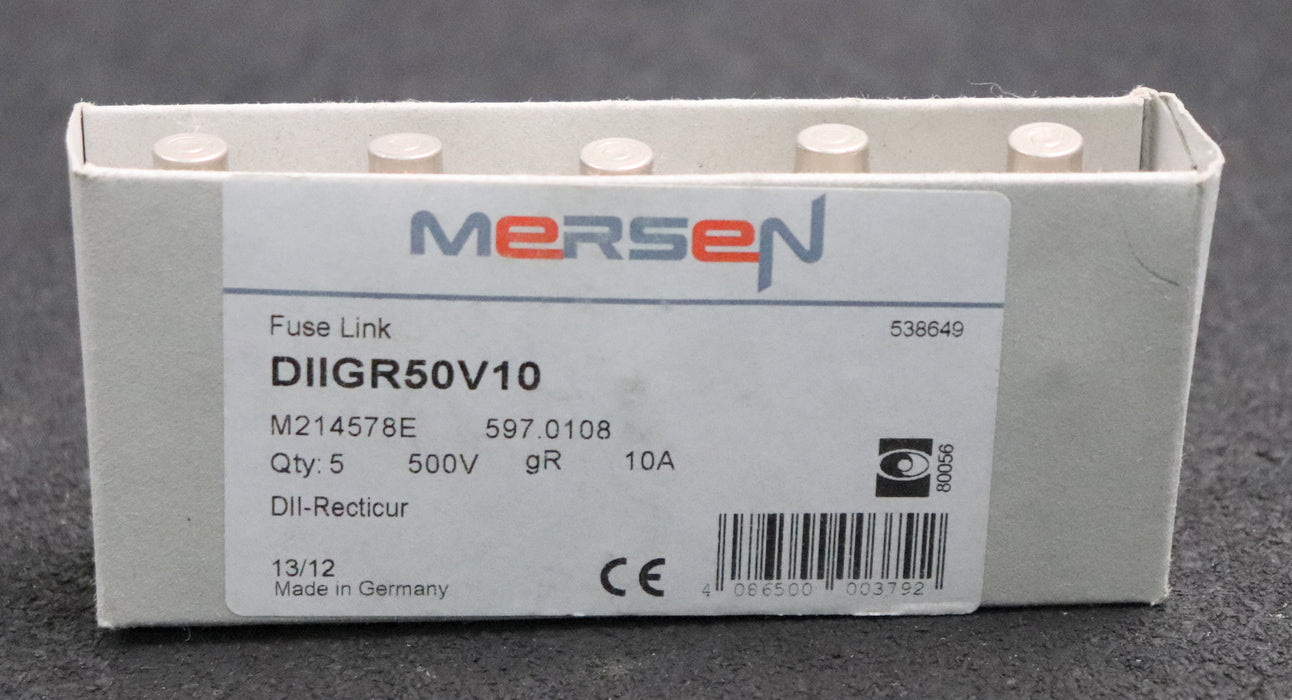 MERSEN
Fuse Link 538649
DIIGR50V10
M214578E 597.0108
Qty: 5 500V gR 10A
80056
DII-Recticur
13/12
Made in Germany
CE
4 086500 003792